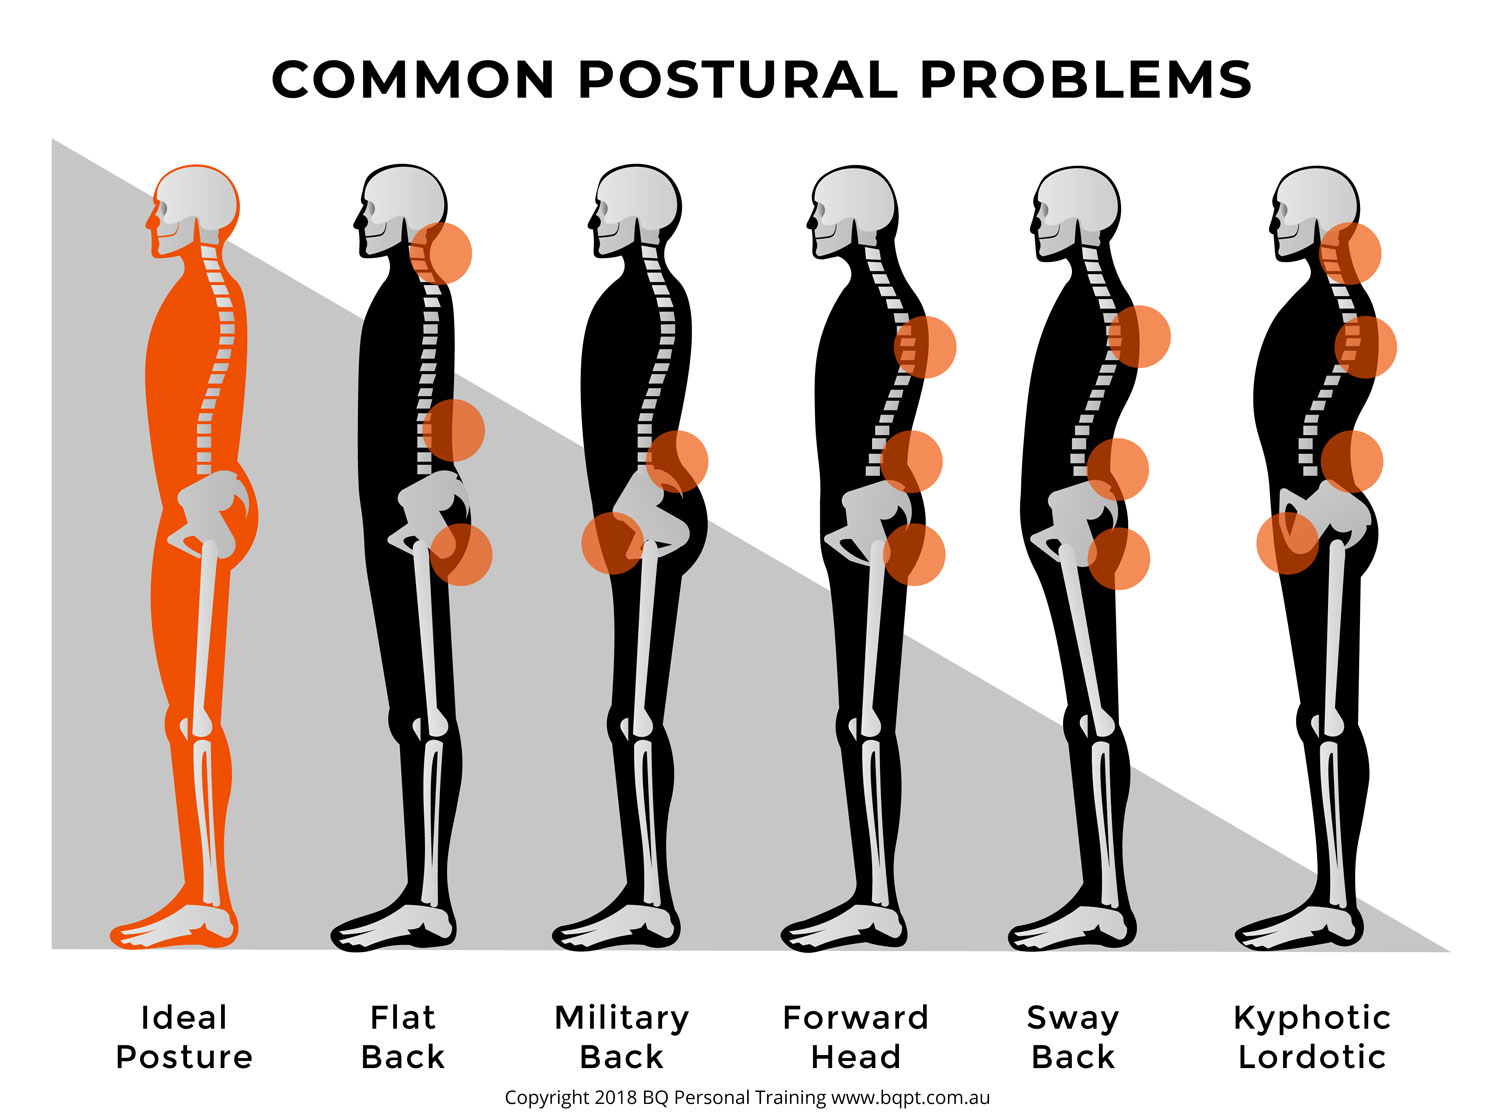 COMMON POSTURAL PROBLEMS
Ideal
Posture
Flat
Back
Military
Back
Forward
Head
Sway
Back
Kyphotic
Lordotic
Copyright 2018 BQ Personal Training www.bqpt.com.au